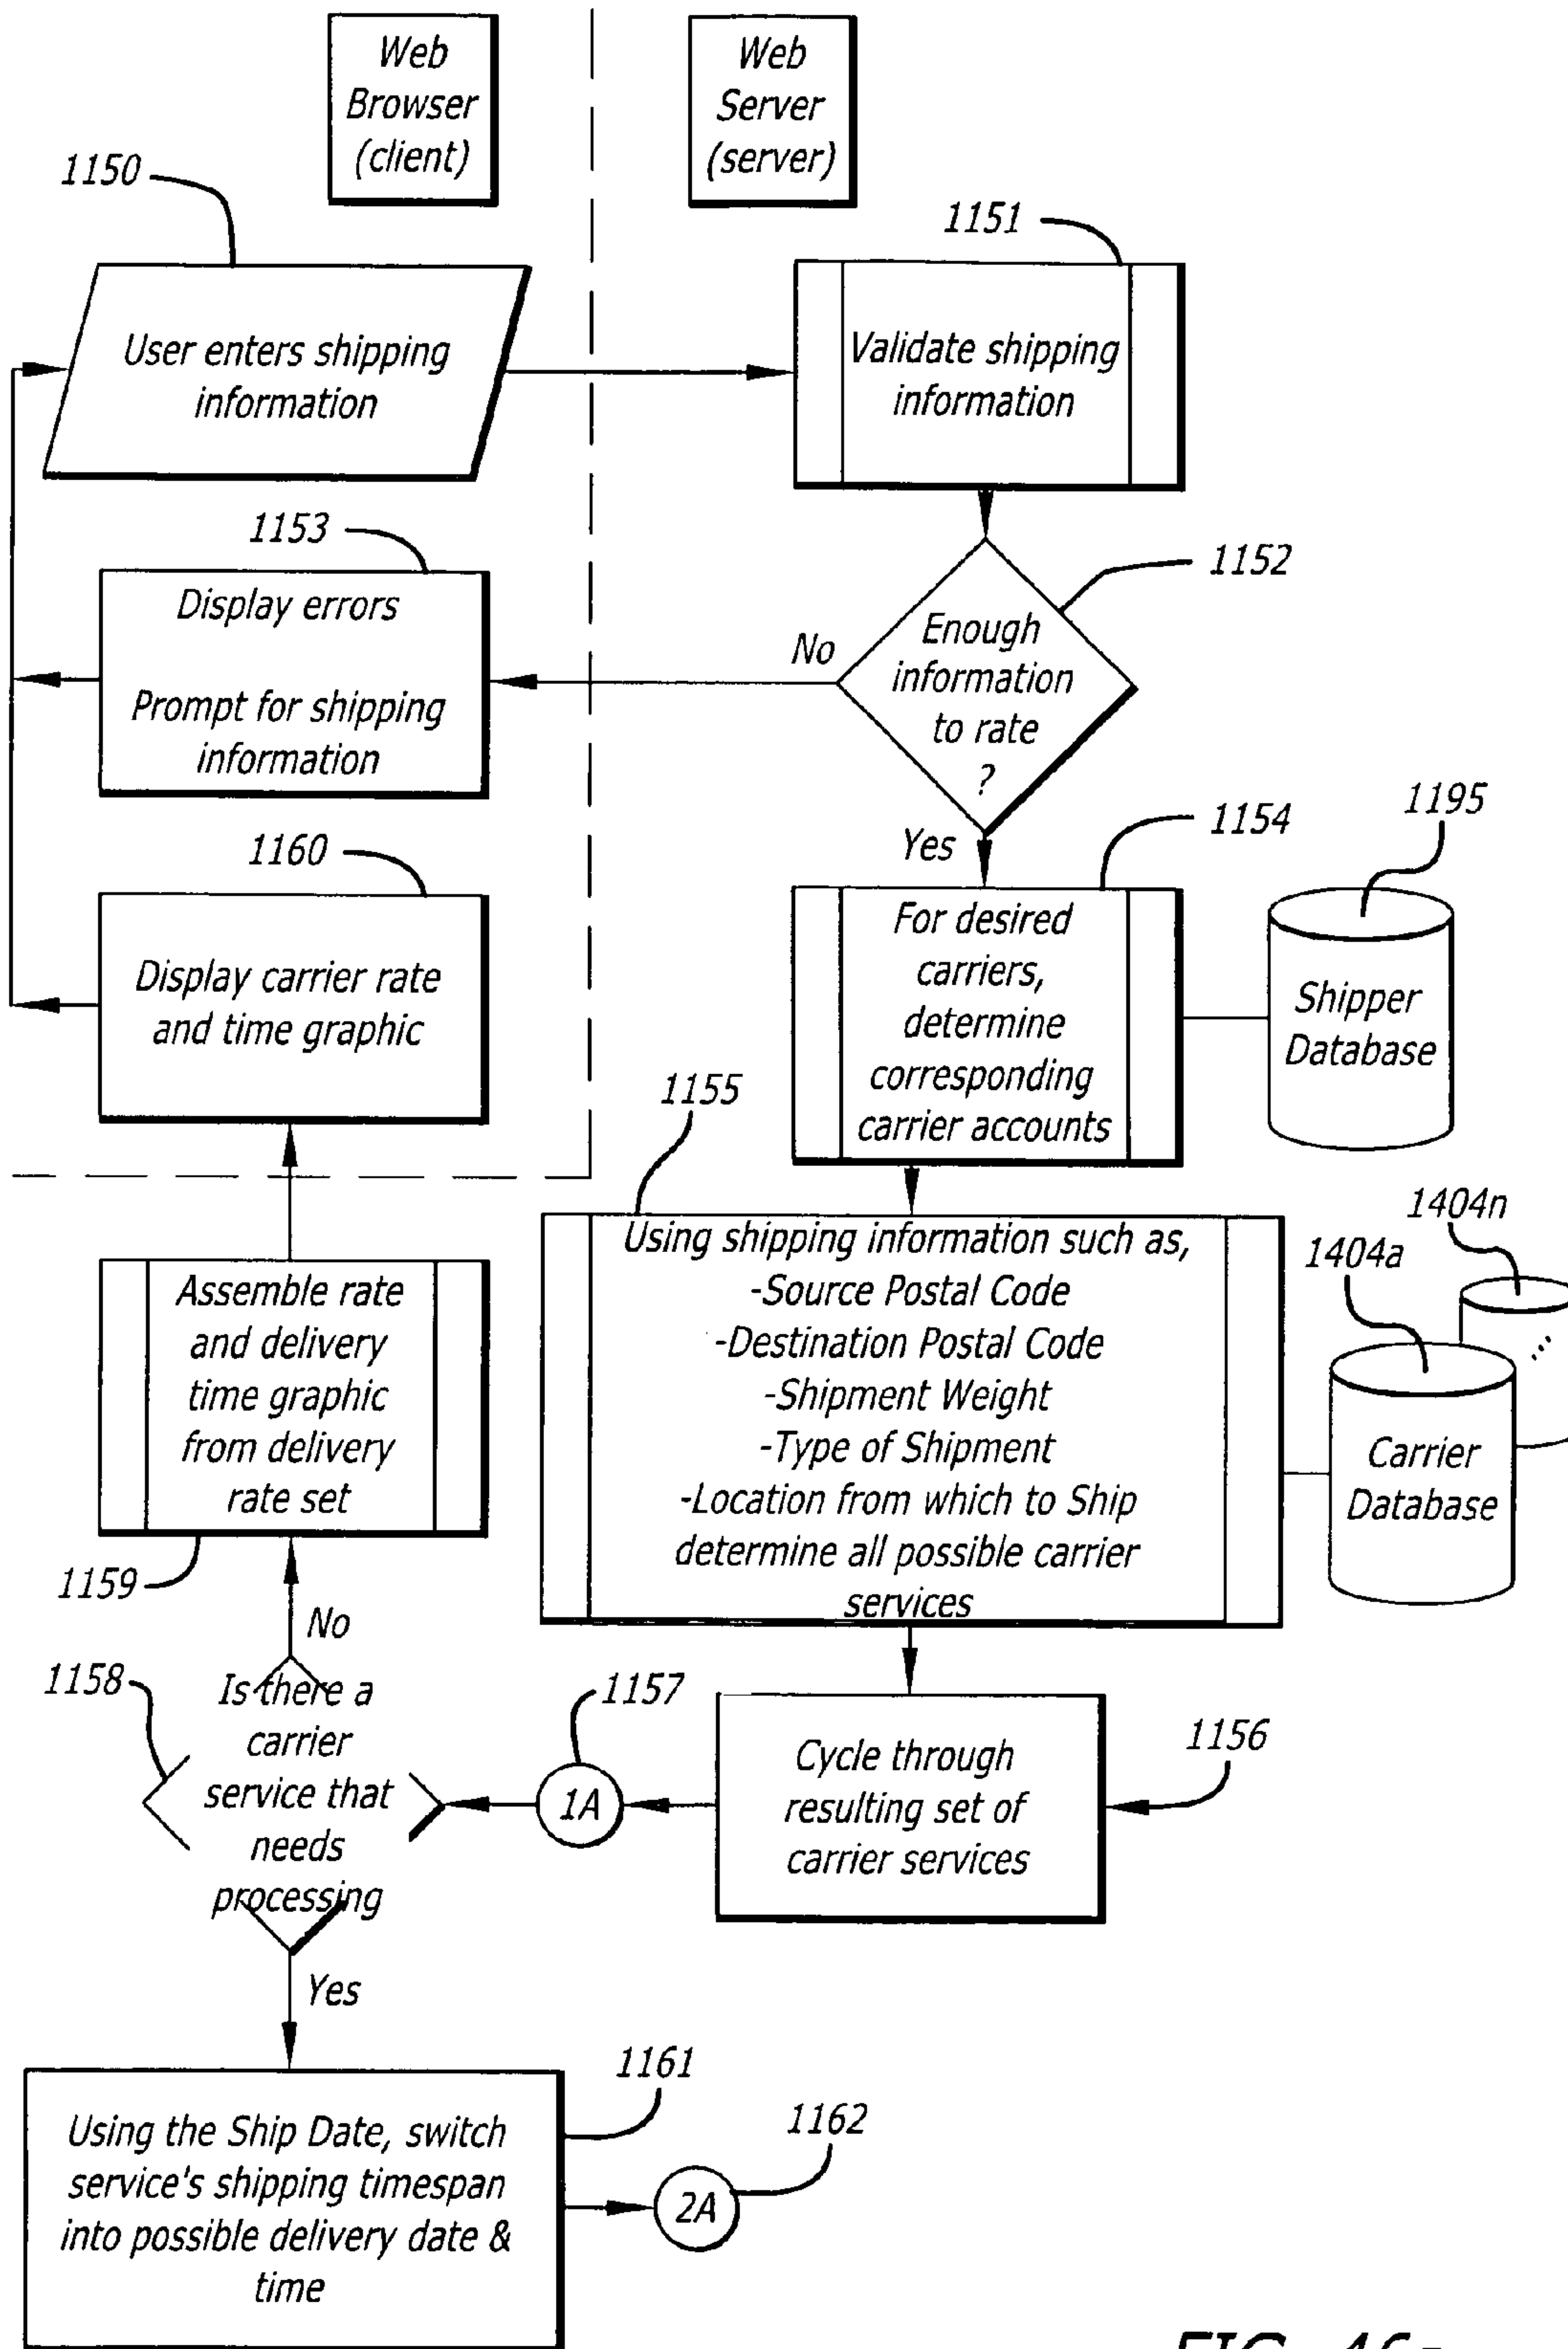 Web
Browser
(client)
Web
Server
(server)
1150
1151
User enters shipping
information
Validate shipping
information
1153
1152
Display errors
Prompt for shipping
information
No
Enough
information
to rate
?
Yes
1160
1154
1195
Display carrier rate
and time graphic
For desired
carriers,
determine
corresponding
carrier accounts
Shipper
Database
1155
Using shipping information such as,
-Source Postal Code
-Destination Postal Code
-Shipment Weight
-Type of Shipment
-Location from which to Ship
determine all possible carrier
services
1404n
1404a
Carrier
Database
Assemble rate
and delivery
time graphic
from delivery
rate set
1159
No
1158
Is there a
carrier
service that
needs
processing
1157
1A
Cycle through
resulting set of
carrier services
1156
Yes
1161
Using the Ship Date, switch
service's shipping timespan
into possible delivery date &
time
1162
2A